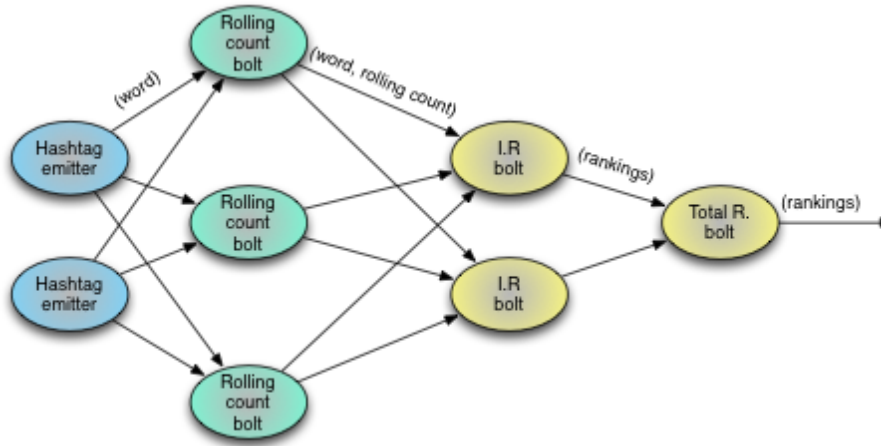 Rolling
count
bolt
(word)
(word, rolling count)
Hashtag
emitter
I.R
bolt
(rankings)
Rolling
count
bolt
Total R.
bolt
(rankings)
Hashtag
emitter
I.R
bolt
Rolling
count
bolt